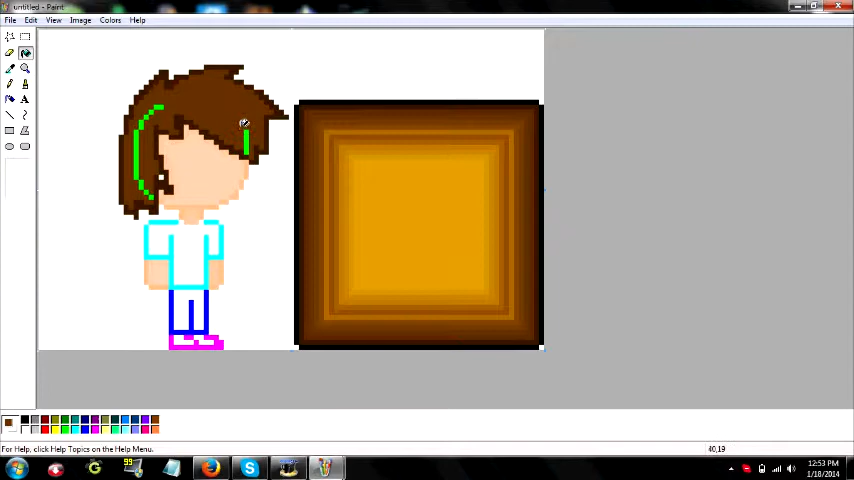 untitled - Paint
File Edit View Image Colors Help
A
For Help, click Help Topics on the Help Menu.
40,19
99
S
12:53 PM
1/18/2014